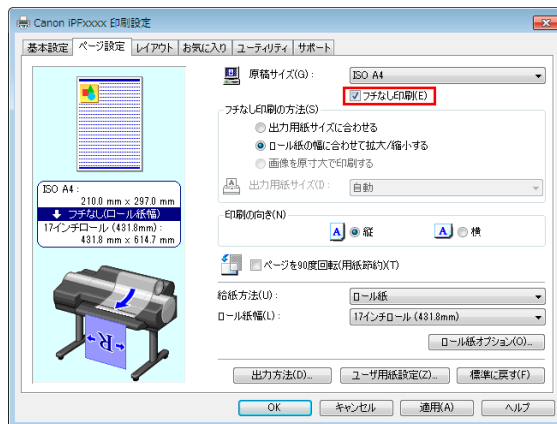 Canon iPFxxxx 印刷設定
基本設定 ページ設定 レイアウト お気に入り ユーティリティ サポート
原稿サイズ(G): ISO A4
フチなし印刷(E)
フチなし印刷の方法(S)
出力用紙サイズに合わせる
ロール紙の幅に合わせて拡大/縮小する
画像を原寸大で印刷する
出力用紙サイズ(I): 自動
ISO A4 :
210.0 mm x 297.0 mm
フチなし(ロール紙幅)
17インチロール (431.8mm) :
431.8 mm x 614.7 mm
印刷の向き(N)
A 縦 A 横
ページを90度回転(用紙節約)(T)
給紙方法(U): ロール紙
ロール紙幅(L): 17インチロール (431.8mm)
ロール紙オプション(O)...
R
出力方法(D)... ユーザ用紙設定(Z)... 標準に戻す(F)
OK キャンセル 適用(A) ヘルプ